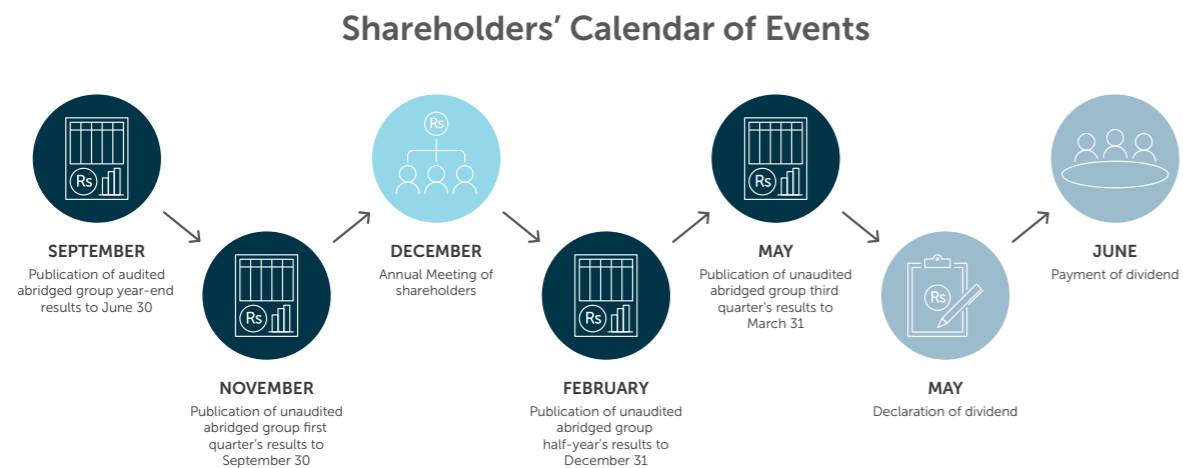 Shareholders’ Calendar of Events
Rs
SEPTEMBER
Publication of audited
abridged group year-end
results to June 30
Rs
NOVEMBER
Publication of unaudited
abridged group first
quarter’s results to
September 30
Rs
DECEMBER
Annual Meeting of
shareholders
Rs
FEBRUARY
Publication of unaudited
abridged group
half-year’s results to
December 31
Rs
MAY
Publication of unaudited
abridged group third
quarter’s results to
March 31
Rs
MAY
Declaration of dividend
JUNE
Payment of dividend